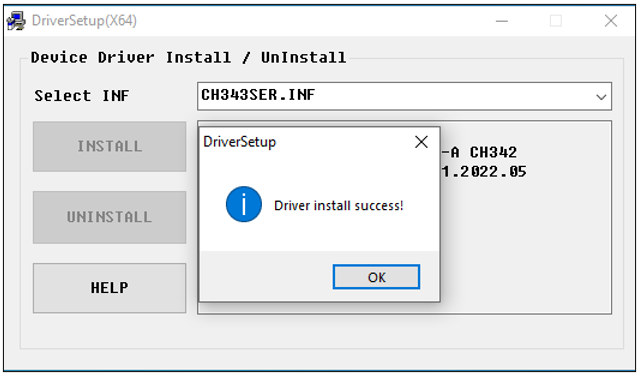 DriverSetup(X64)
Device Driver Install / UnInstall
Select INF
CH343SER.INF
INSTALL
UNINSTALL
HELP
-A CH342
1.2022.05
DriverSetup
Driver install success!
OK